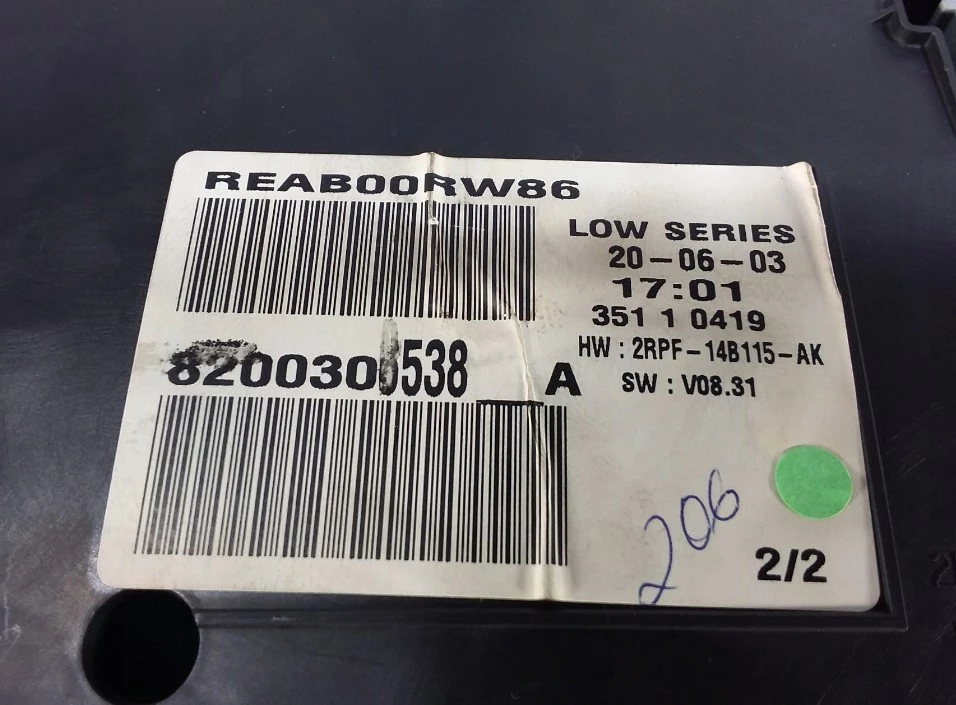 REAB00RW86
LOW SERIES
20-06-03
17:01
351 1 0419
HW : 2RPF-14B115-AK
SW : V08.31
8200300538__A
206
2/2